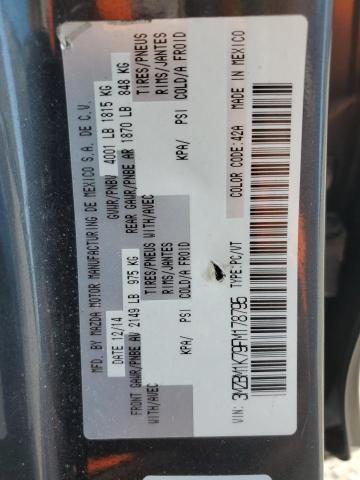 MFD. BY MAZDA MOTOR MANUFACTURING DE MEXICO S.A. DE C.V.
DATE 12/14 GVWR/PNBV 4001 LB 1815 KG
FRONT GAWR/PNBE AV 2149 LB 975 KG REAR GAWR/PNBE AR 1870 LB 848 KG
WITH/AVEC TIRES/PNEUS WITH/AVEC TIRES/PNEUS
RIMS/JANTES RIMS/JANTES
KPA/ PSI COLD/A FROID KPA/ PSI COLD/A FROID
VIN: 3MZBM1K79FM178795 TYPE:PC/VT
COLOR CODE:42A MADE IN MEXICO